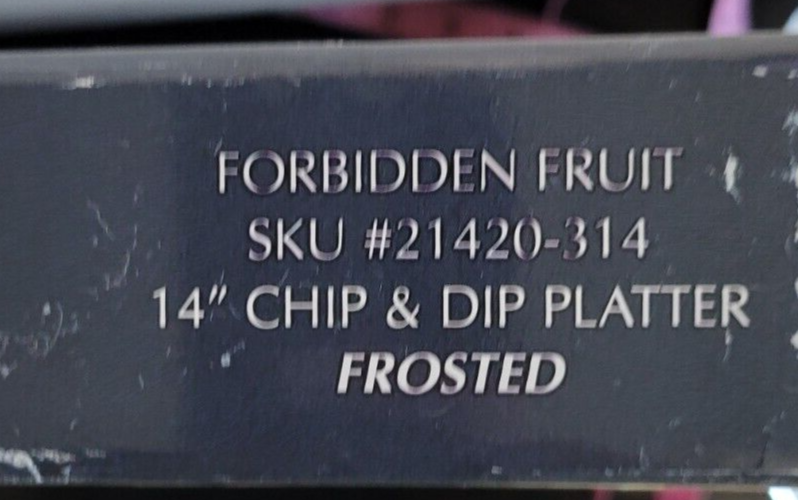 FORBIDDEN FRUIT
SKU #21420-314
14" CHIP & DIP PLATTER
FROSTED